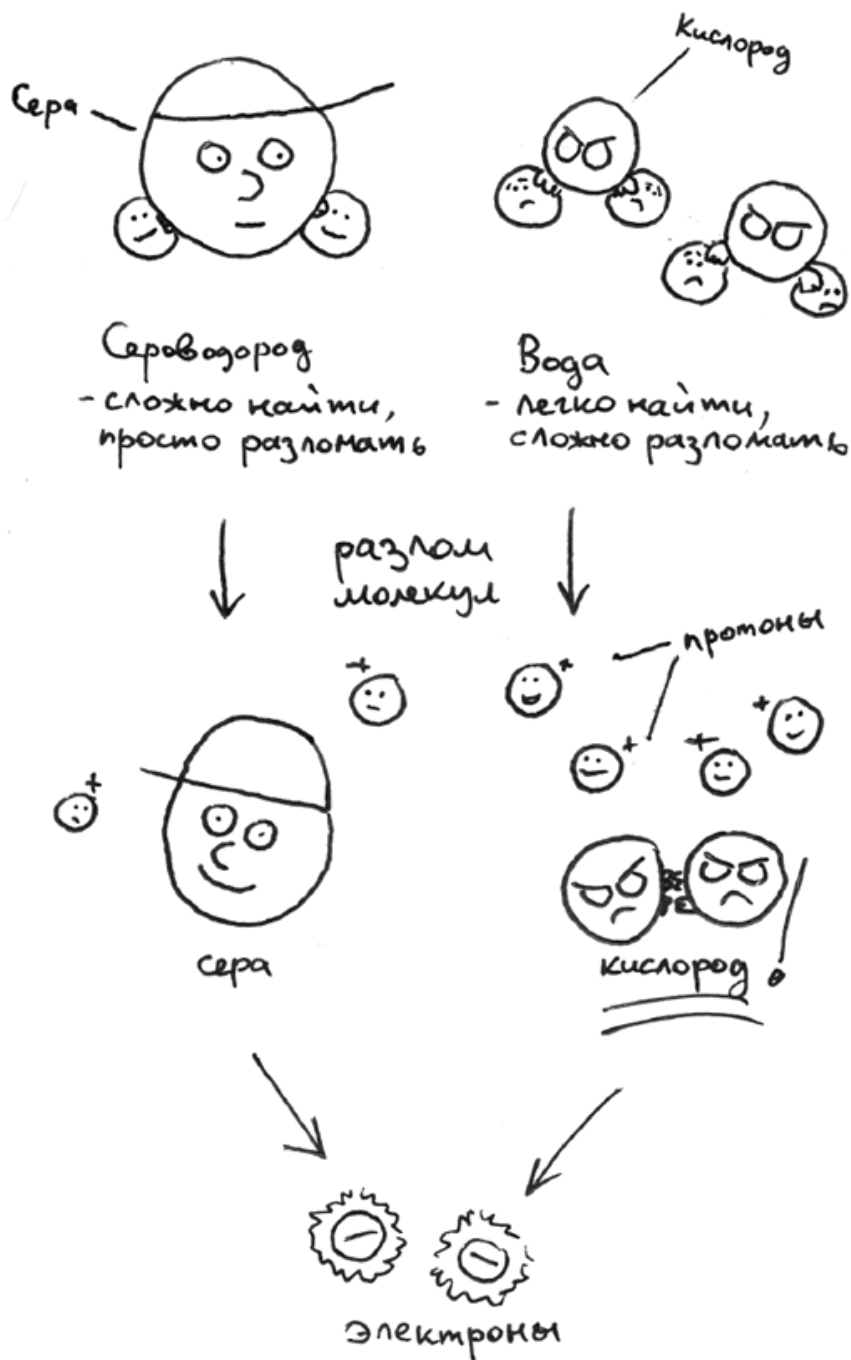 Сера
Кислород
Сероводород
- сложно найти,
просто разломать
Вода
- легко найти,
сложно разломать
разлом
молекул
протоны
+
+
+
+
+
+
сера
кислород!
электроны